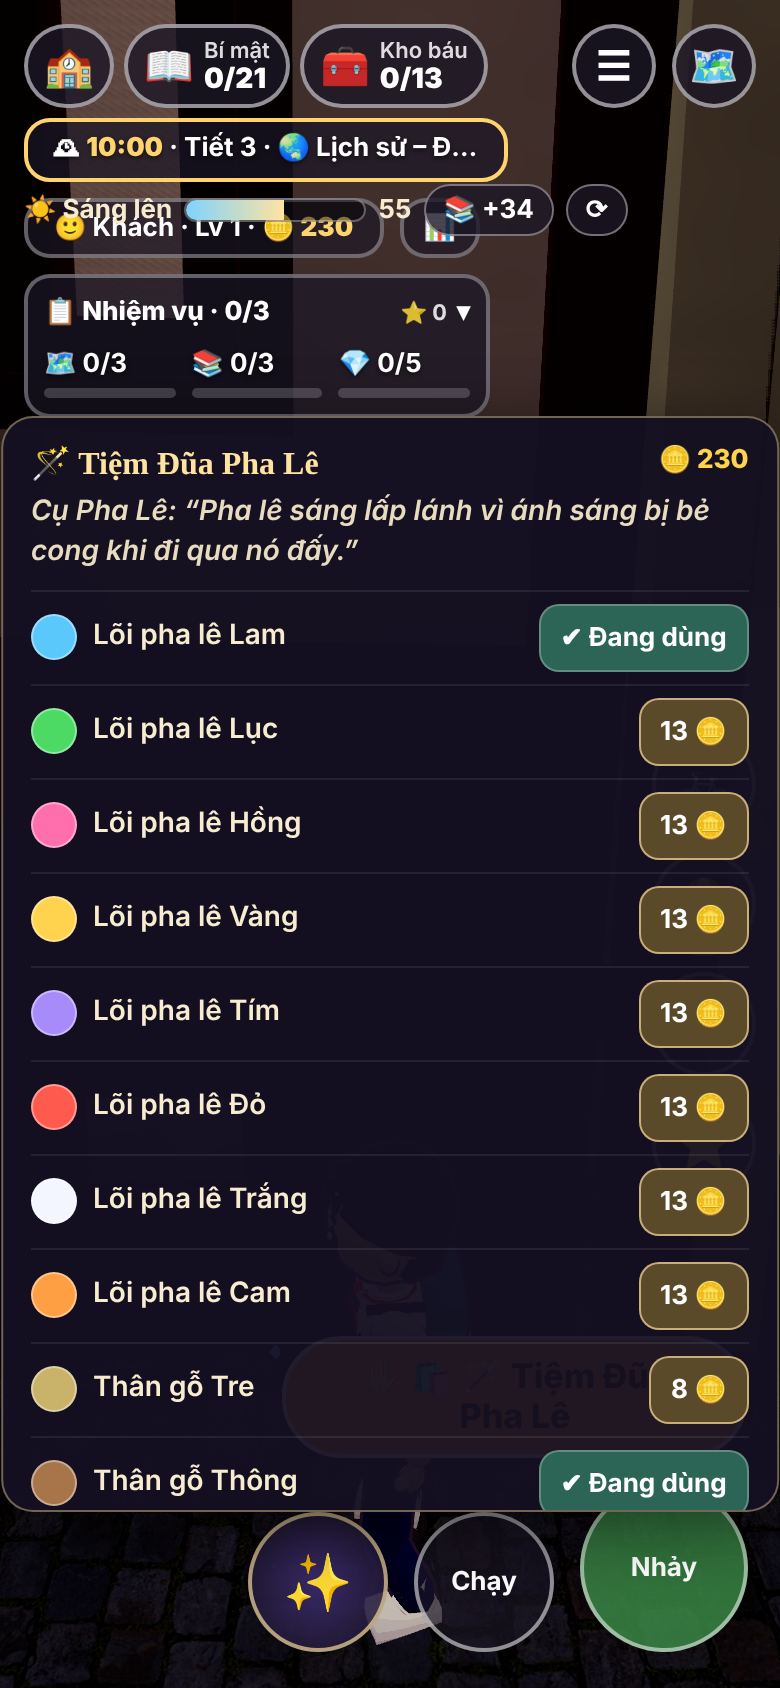 Bí mật
0/21
Kho báu
0/13
10:00 · Tiết 3 · Lịch sử – Đ...
Sáng lên 55 +34 ⟳
Khách · Lv 1 · 230
Nhiệm vụ · 0/3 0 ▼
0/3 0/3 0/5
Tiệm Đũa Pha Lê 230
Cụ Pha Lê: “Pha lê sáng lấp lánh vì ánh sáng bị bẻ
cong khi đi qua nó đấy.”
Lõi pha lê Lam ✔ Đang dùng
Lõi pha lê Lục 13
Lõi pha lê Hồng 13
Lõi pha lê Vàng 13
Lõi pha lê Tím 13
Lõi pha lê Đỏ 13
Lõi pha lê Trắng 13
Lõi pha lê Cam 13
Tiệm Đũ
Thân gỗ Tre 8
Pha Lê
Thân gỗ Thông ✔ Đang dùng
Chạy
Nhảy